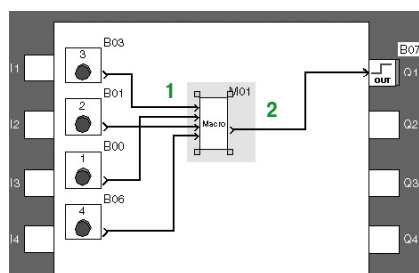 B03
3
I1
1
M01
B07
Q1
OUT
B01
2
I2
Macro
2
Q2
B00
1
I3
Q3
B06
4
I4
Q4